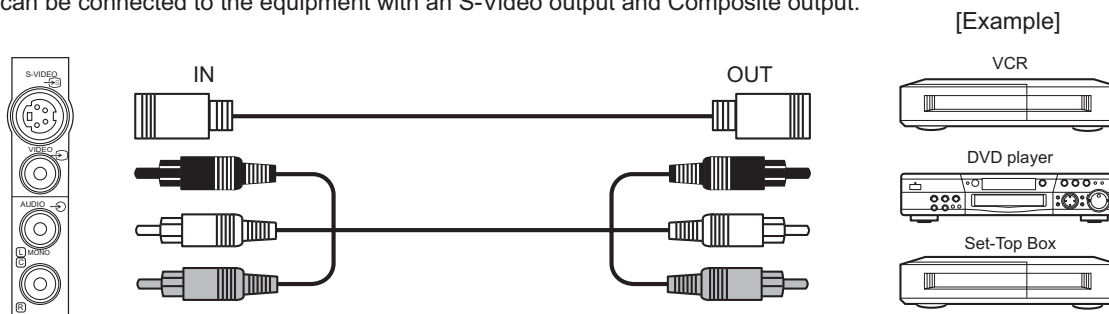 can be connected to the equipment with an S-Video output and Composite output.
[Example]
S-VIDEO
S
VIDEO
AUDIO
L MONO
C
R
IN
OUT
VCR
DVD player
Set-Top Box